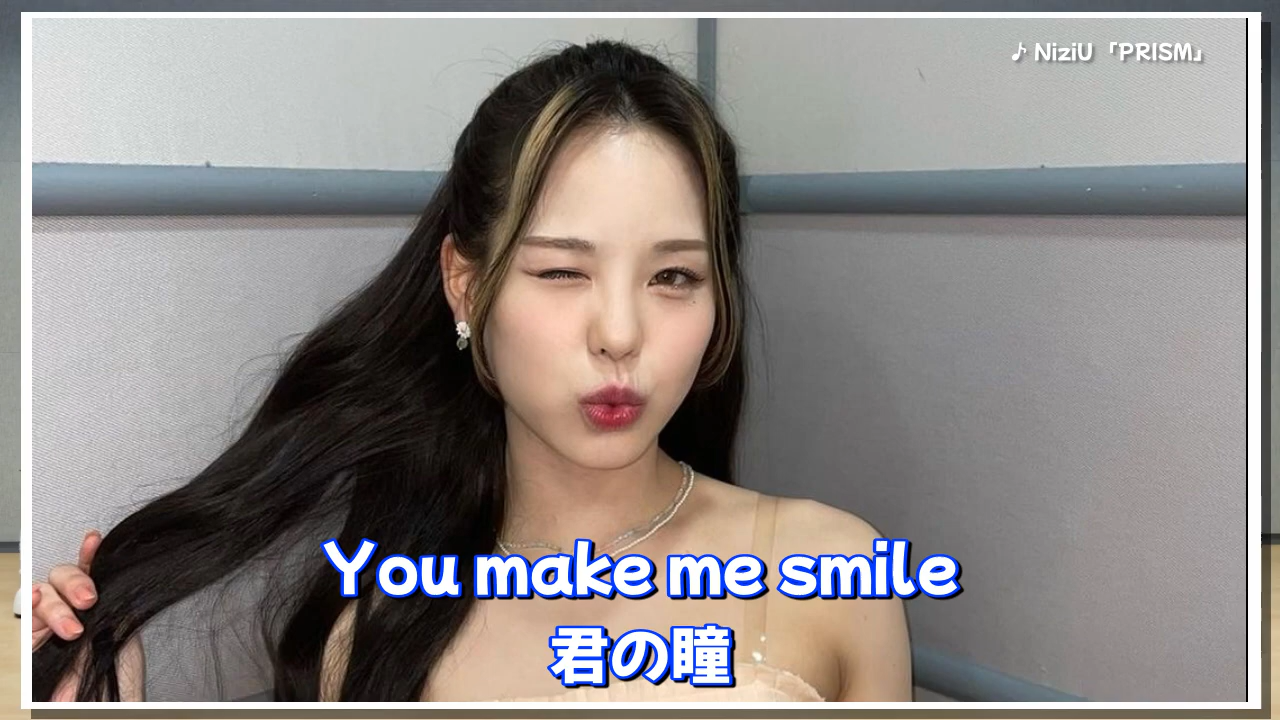 ♪ NiziU 「PRISM」
You make me smile
君の瞳